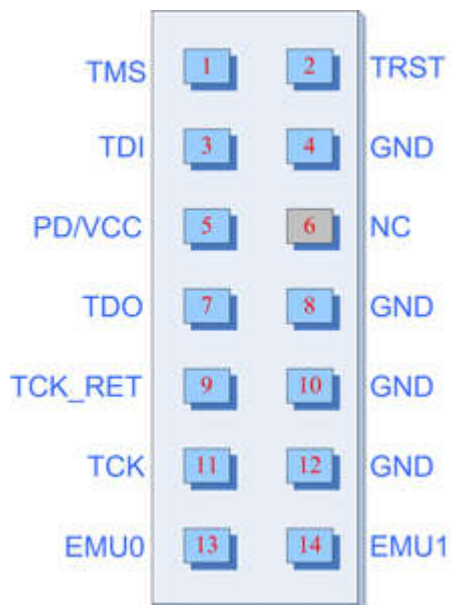 TMS 1 2 TRST
TDI 3 4 GND
PD/VCC 5 6 NC
TDO 7 8 GND
TCK_RET 9 10 GND
TCK 11 12 GND
EMU0 13 14 EMU1